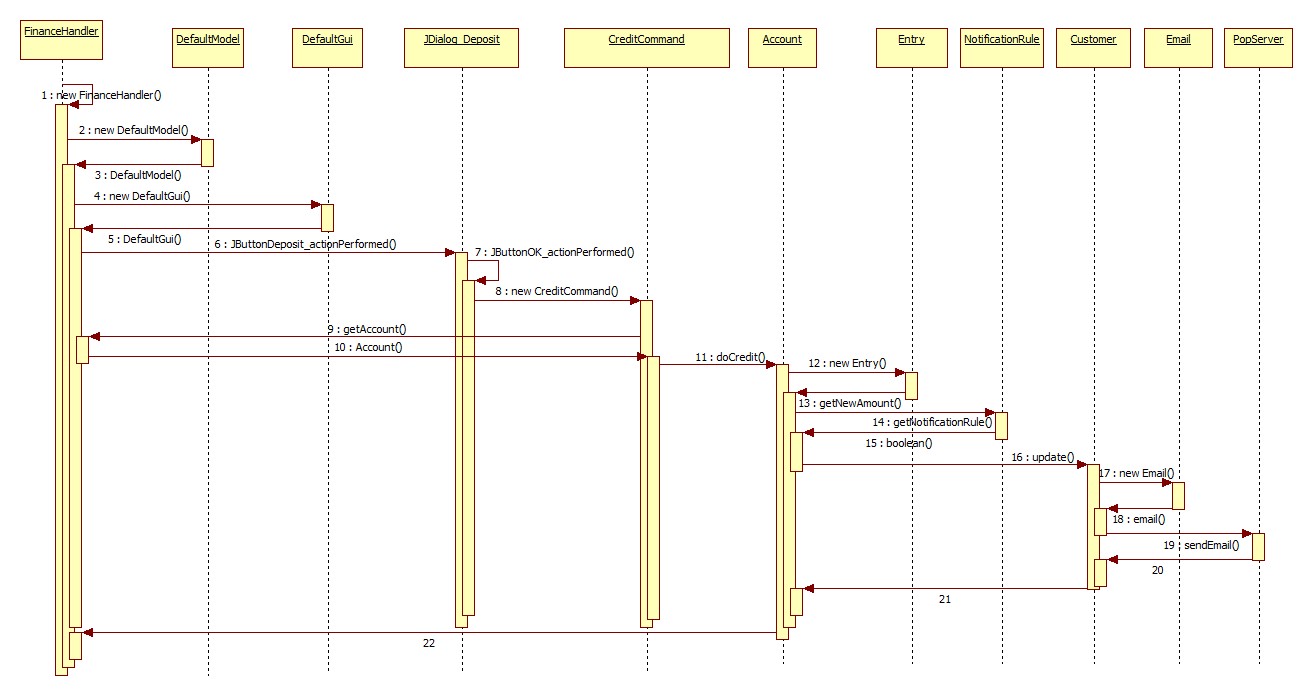 FinanceHandler
DefaultModel
DefaultGui
JDialog_Deposit
CreditCommand
Account
Entry
NotificationRule
Customer
Email
PopServer
1 : new FinanceHandler()
2 : new DefaultModel()
3 : DefaultModel()
4 : new DefaultGui()
5 : DefaultGui()
6 : JButtonDeposit_actionPerformed()
7 : JButtonOK_actionPerformed()
8 : new CreditCommand()
9 : getAccount()
10 : Account()
11 : doCredit()
12 : new Entry()
13 : getNewAmount()
14 : getNotificationRule()
15 : boolean()
16 : update()
17 : new Email()
18 : email()
19 : sendEmail()
20
21
22